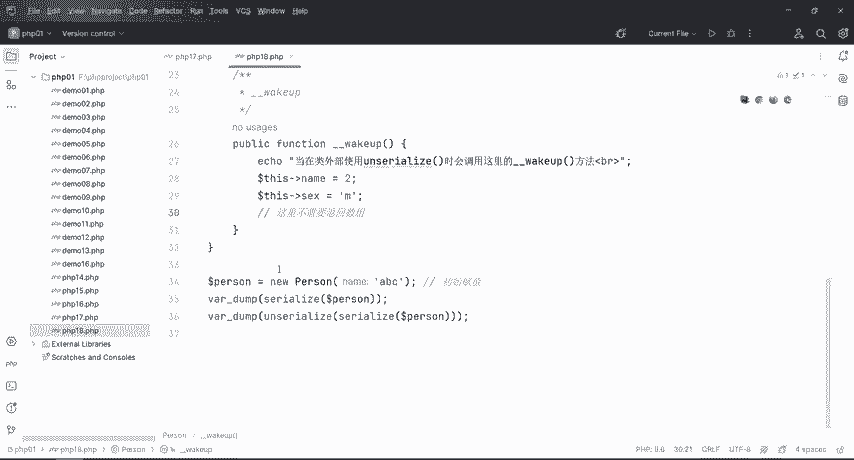 File Edit View Navigate Code Refactor Run Tools VCS Window Help
php01 Version control Current File
Project php17.php php18.php
php01 F:\phpproject\php01
demo01.php
demo02.php
demo03.php
demo04.php
demo05.php
demo06.php
demo07.php
demo08.php
demo09.php
demo10.php
demo11.php
demo12.php
demo13.php
demo16.php
php14.php
php15.php
php16.php
php17.php
php18.php
External Libraries
Scratches and Consoles
23 /**
24 * __wakeup
25 */
no usages
26 public function __wakeup() {
27 echo "当在类外部使用unserialize()时会调用这里的__wakeup()方法<br>";
28 $this->name = 2;
29 $this->sex = 'm';
30 // 这里不需要返回数组
31 }
32 }
33
34 $person = new Person( name: 'abc'); // 初始赋值
35 var_dump(serialize($person));
36 var_dump(unserialize(serialize($person)));
37
Person › __wakeup()
php01 › php18.php › Person › __wakeup 30:21 CRLF UTF-8 4 spaces